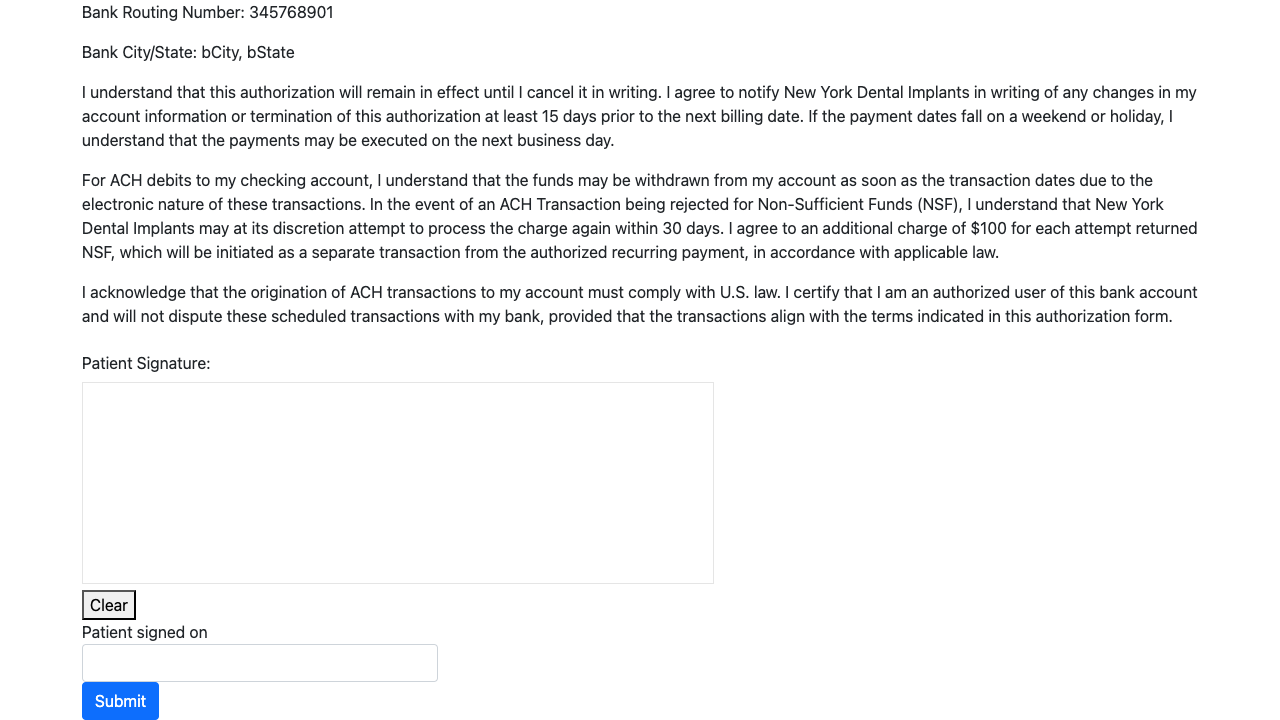 Bank Routing Number: 345768901
Bank City/State: bCity, bState
I understand that this authorization will remain in effect until I cancel it in writing. I agree to notify New York Dental Implants in writing of any changes in my
account information or termination of this authorization at least 15 days prior to the next billing date. If the payment dates fall on a weekend or holiday, I
understand that the payments may be executed on the next business day.
For ACH debits to my checking account, I understand that the funds may be withdrawn from my account as soon as the transaction dates due to the
electronic nature of these transactions. In the event of an ACH Transaction being rejected for Non-Sufficient Funds (NSF), I understand that New York
Dental Implants may at its discretion attempt to process the charge again within 30 days. I agree to an additional charge of $100 for each attempt returned
NSF, which will be initiated as a separate transaction from the authorized recurring payment, in accordance with applicable law.
I acknowledge that the origination of ACH transactions to my account must comply with U.S. law. I certify that I am an authorized user of this bank account
and will not dispute these scheduled transactions with my bank, provided that the transactions align with the terms indicated in this authorization form.
Patient Signature:
Clear
Patient signed on
Submit